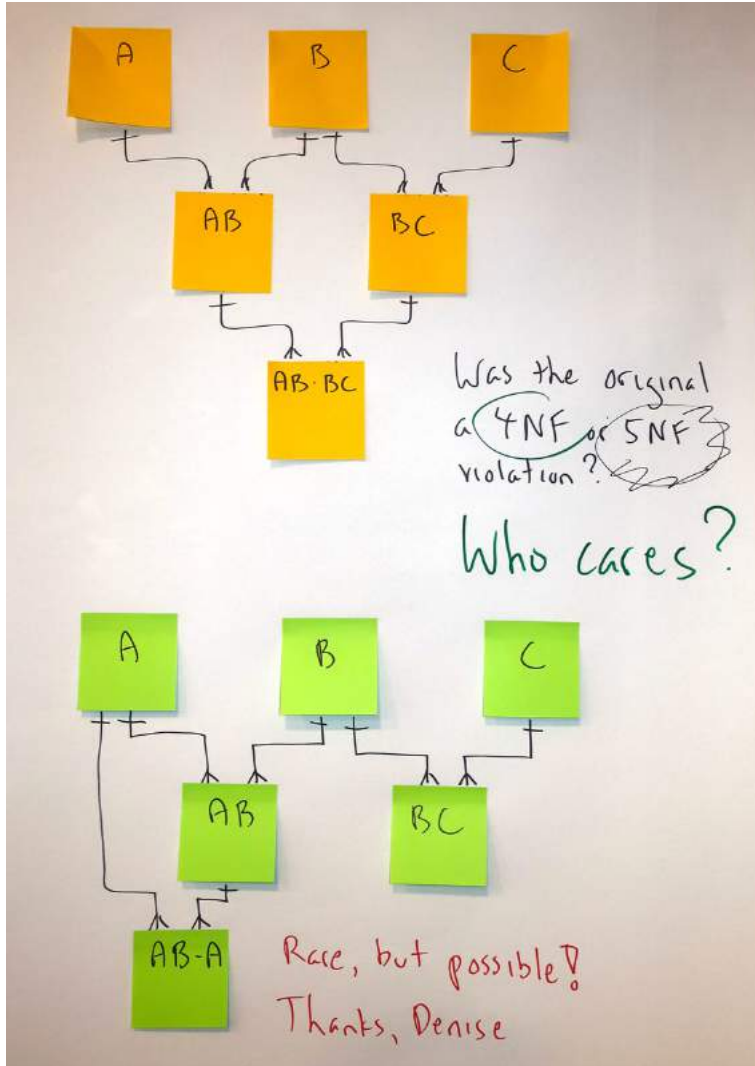 A
B
C
AB
BC
AB·BC
Was the original
a 4NF or 5NF
violation?
Who cares?
A
B
C
AB
BC
AB-A
Rare, but possible!
Thanks, Denise